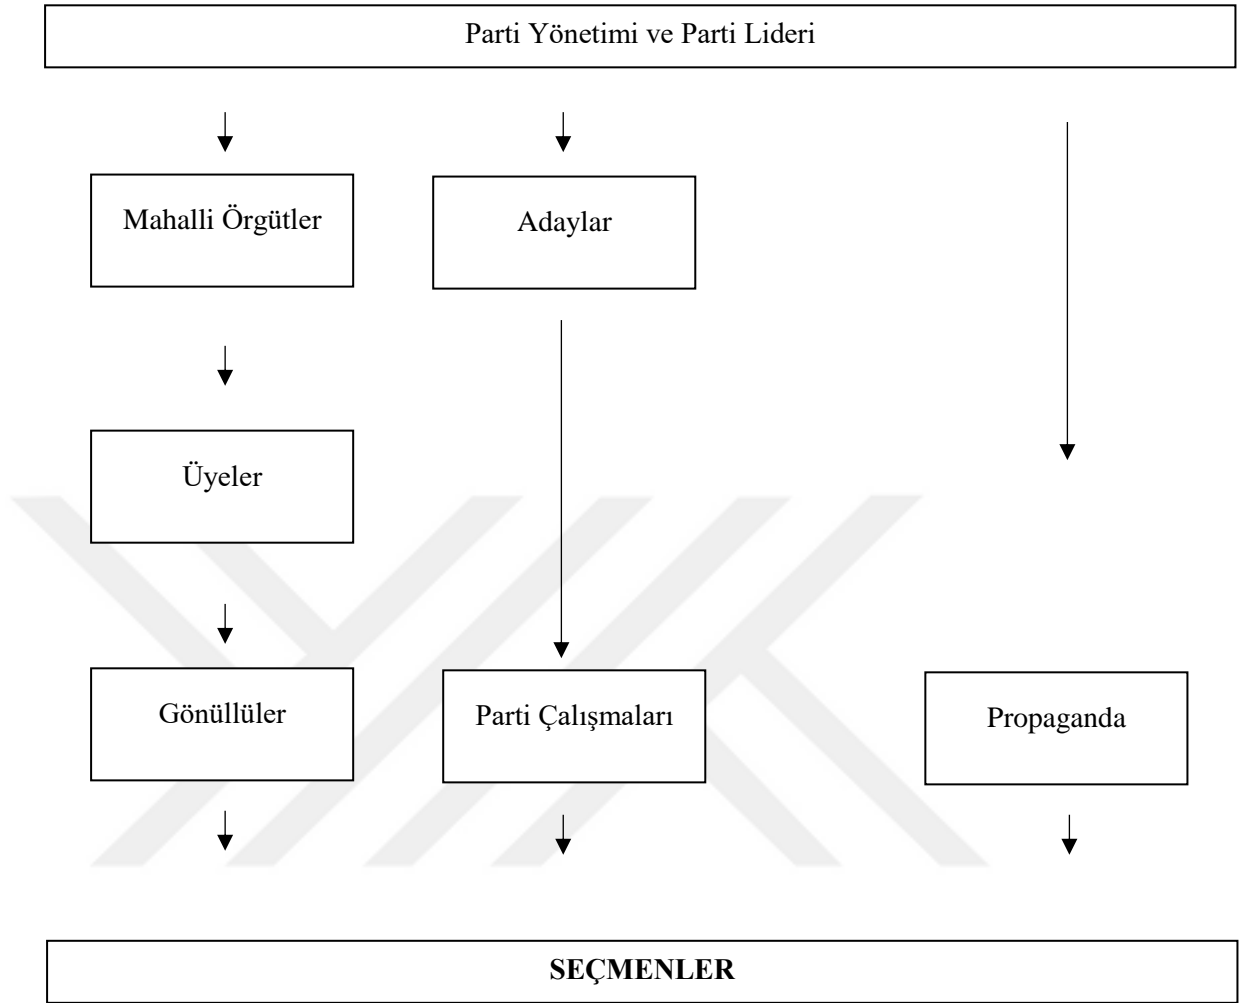 Parti Yönetimi ve Parti Lideri
Mahalli Örgütler
Adaylar
Üyeler
Gönüllüler
Parti Çalışmaları
Propaganda
SEÇMENLER